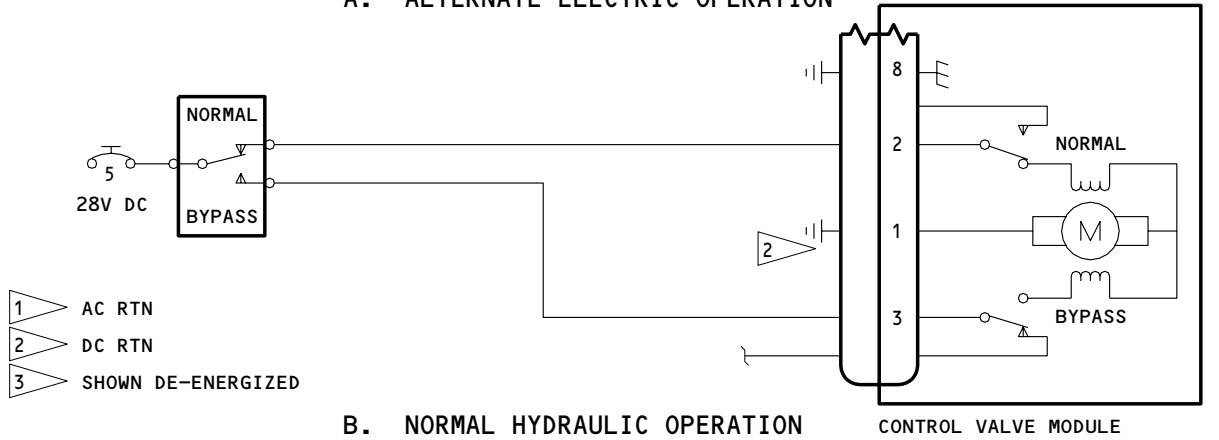 A. ALTERNATE ELECTRIC OPERATION
8
NORMAL
2
NORMAL
5
28V DC
BYPASS
1
M
2
3
BYPASS
1 AC RTN
2 DC RTN
3 SHOWN DE-ENERGIZED
B. NORMAL HYDRAULIC OPERATION
CONTROL VALVE MODULE